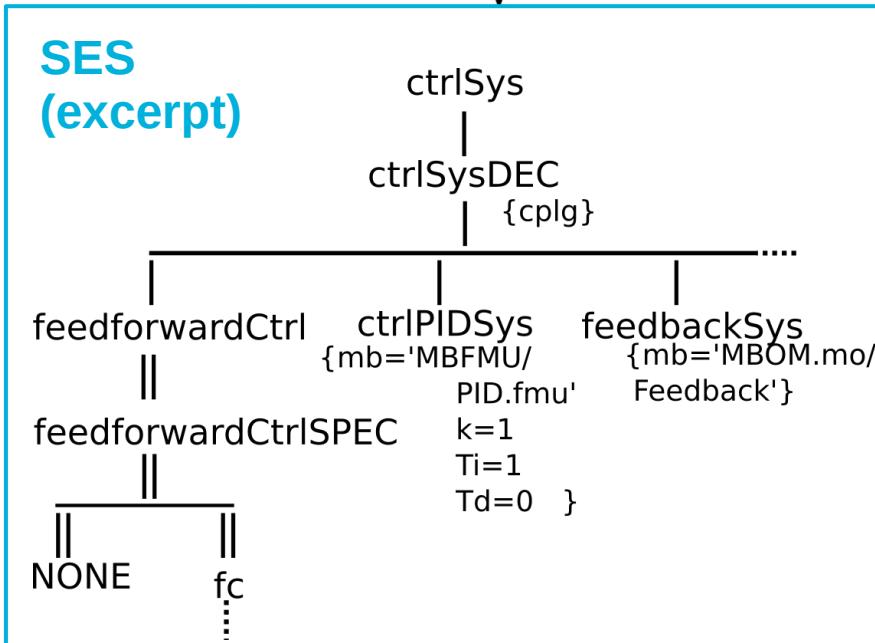 SES
(excerpt)
ctrlSys
ctrlSysDEC
{cplg}
feedforwardCtrl
ctrlPIDSys
feedbackSys
{mb='MBFMU/
PID.fmu'
k=1
Ti=1
Td=0 }
{mb='MBOM.mo/
Feedback'}
feedforwardCtrlSPEC
NONE
fc